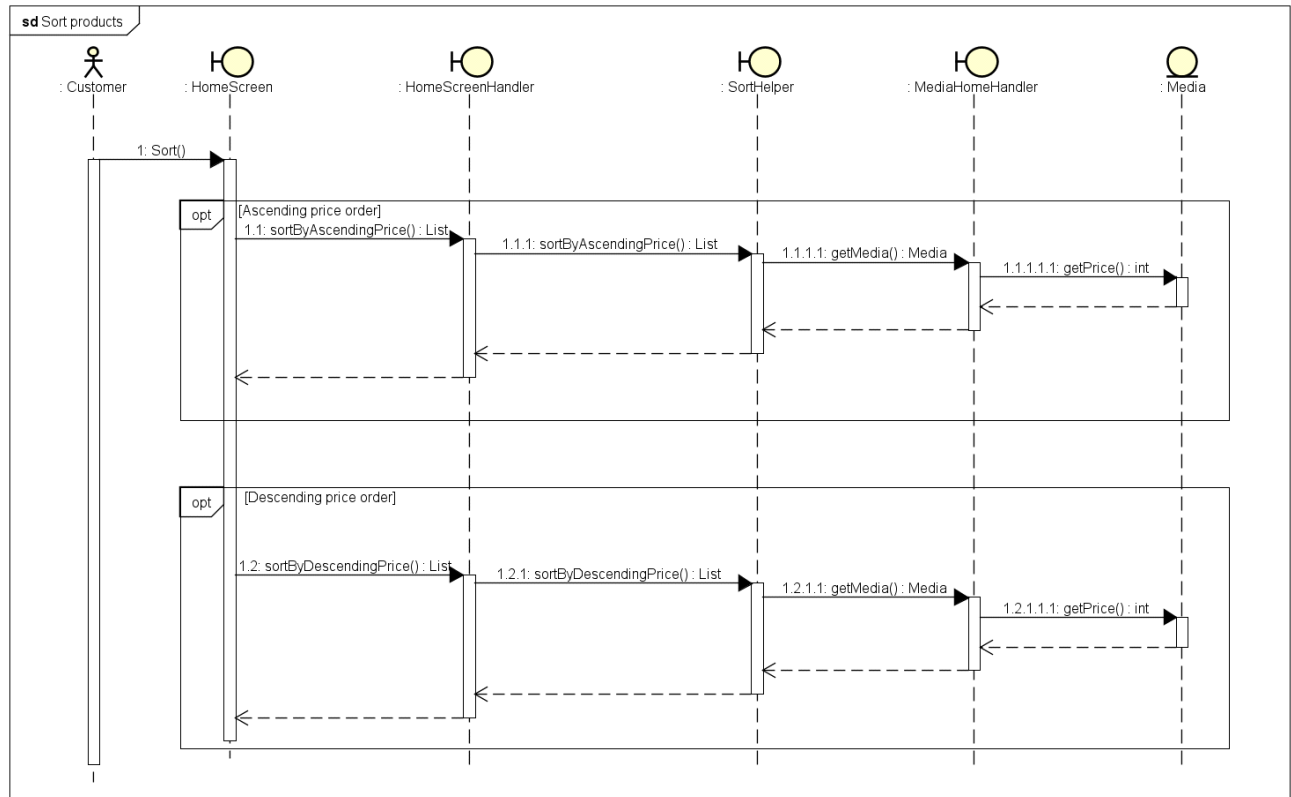 sd Sort products
: Customer
: HomeScreen
: HomeScreenHandler
: SortHelper
: MediaHomeHandler
: Media
1: Sort()
opt
[Ascending price order]
1.1: sortByAscendingPrice() : List
1.1.1: sortByAscendingPrice() : List
1.1.1.1: getMedia() : Media
1.1.1.1.1: getPrice() : int
opt
[Descending price order]
1.2: sortByDescendingPrice() : List
1.2.1: sortByDescendingPrice() : List
1.2.1.1: getMedia() : Media
1.2.1.1.1: getPrice() : int